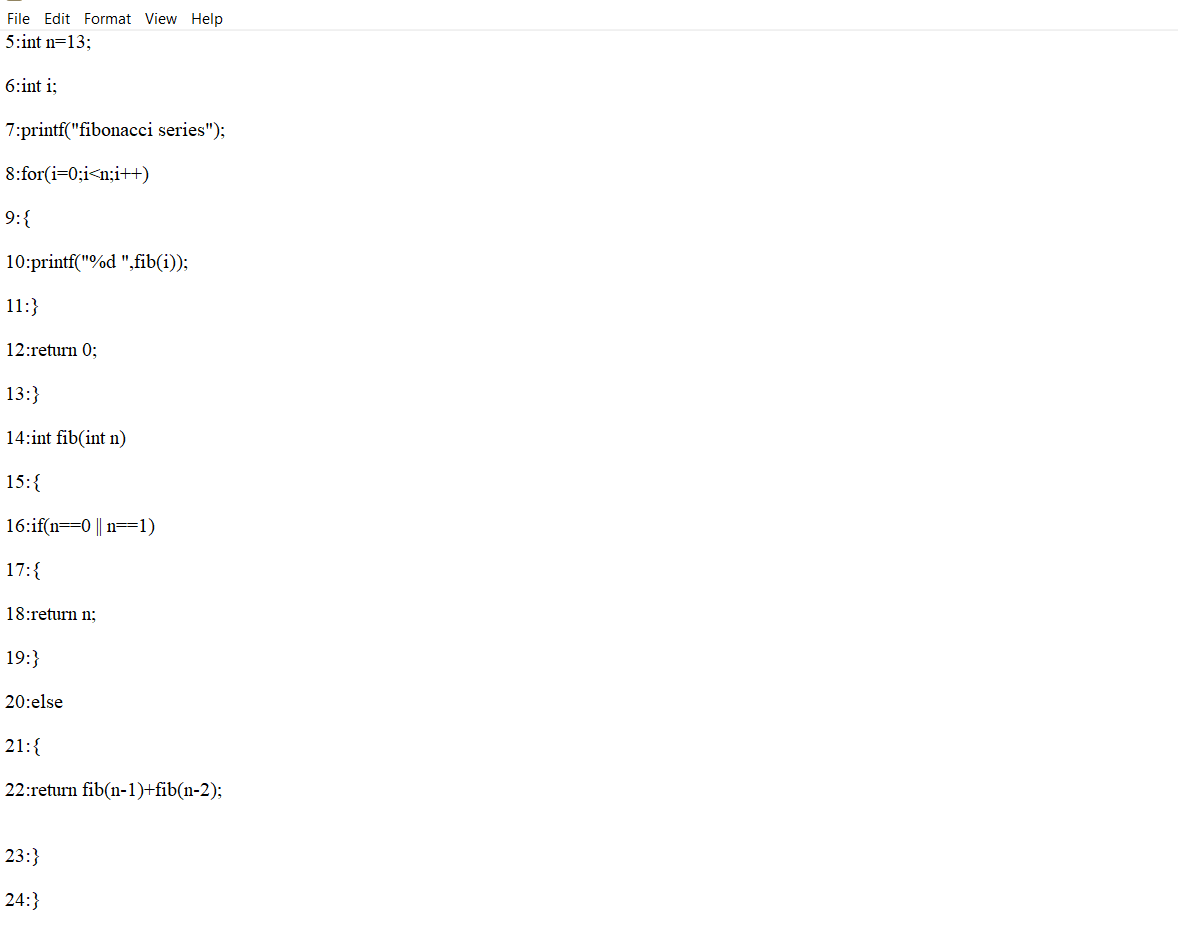 File Edit Format View Help
5:int n=13;
6:int i;
7:printf("fibonacci series");
8:for(i=0;i<n;i++)
9:{
10:printf("%d ",fib(i));
11:}
12:return 0;
13:}
14:int fib(int n)
15:{
16:if(n==0 || n==1)
17:{
18:return n;
19:}
20:else
21:{
22:return fib(n-1)+fib(n-2);
23:}
24:}